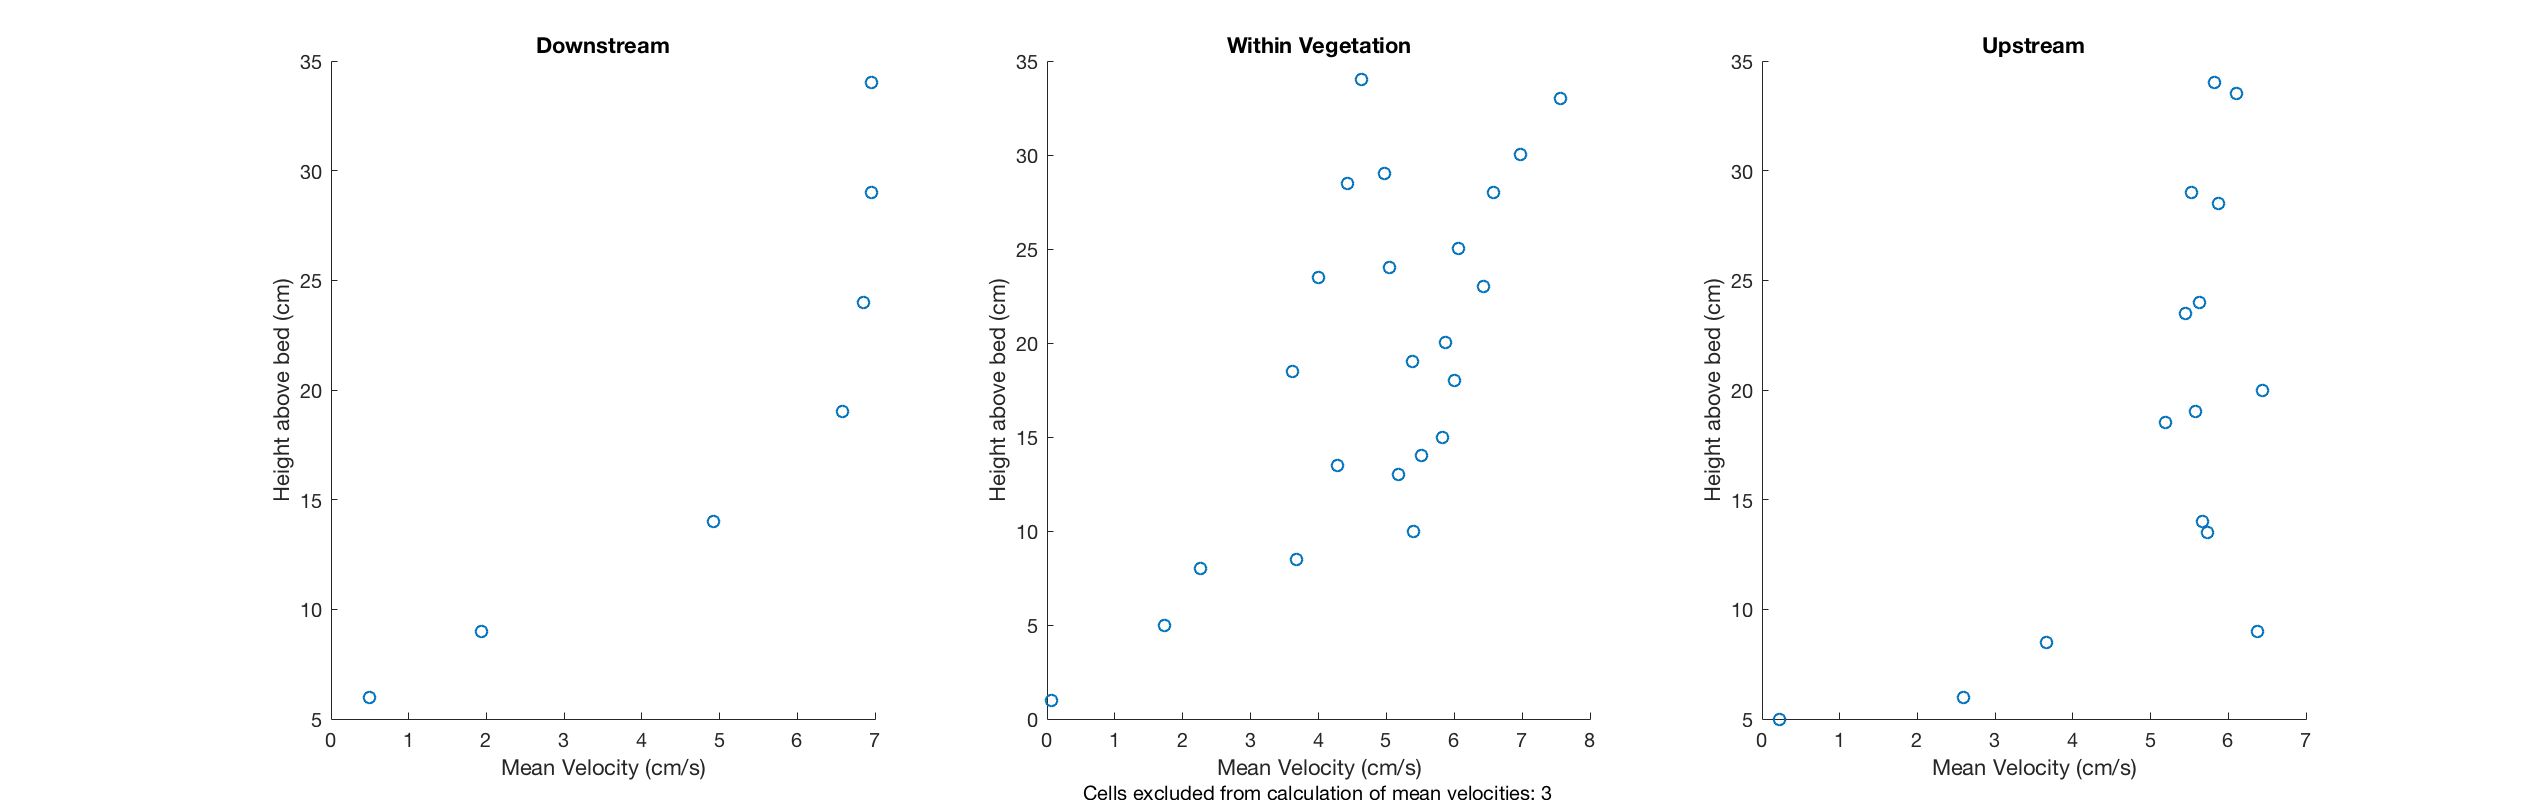 Downstream
35
30
25
20
15
10
5
0 1 2 3 4 5 6 7
Height above bed (cm)
Mean Velocity (cm/s)
Within Vegetation
35
30
25
20
15
10
5
0
0 1 2 3 4 5 6 7 8
Height above bed (cm)
Mean Velocity (cm/s)
Cells excluded from calculation of mean velocities: 3
Upstream
35
30
25
20
15
10
5
0 1 2 3 4 5 6 7
Height above bed (cm)
Mean Velocity (cm/s)